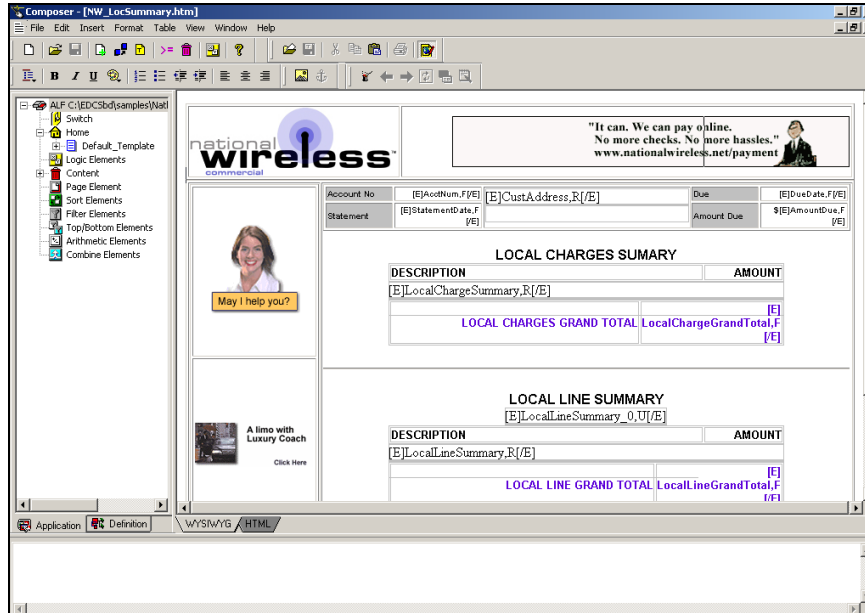 Composer - [NW_LocSummary.htm]
File Edit Insert Format Table View Window Help
B I U
ALF C:\EDCSbd\samples\Natl
Switch
Home
Default_Template
Logic Elements
Content
Page Element
Sort Elements
Filter Elements
Top/Bottom Elements
Arithmetic Elements
Combine Elements
Application Definition
national
wireless™
commercial
"It can. We can pay online.
No more checks. No more hassles."
www.nationalwireless.net/payment
May I help you?
A limo with
Luxury Coach
Click Here
Account No [E]AcctNum,F[/E] [E]CustAddress,R[/E] Due [E]DueDate,F[/E]
Statement [E]StatementDate,F
[/E] Amount Due $[E]AmountDue,F
[/E]
LOCAL CHARGES SUMARY
DESCRIPTION AMOUNT
[E]LocalChargeSummary,R[/E]
[E]
LOCAL CHARGES GRAND TOTAL LocalChargeGrandTotal,F
[/E]
LOCAL LINE SUMMARY
[E]LocalLineSummary_0,U[/E]
DESCRIPTION AMOUNT
[E]LocalLineSummary,R[/E]
[E]
LOCAL LINE GRAND TOTAL LocalLineGrandTotal,F
[/E]
WYSIWYG HTML